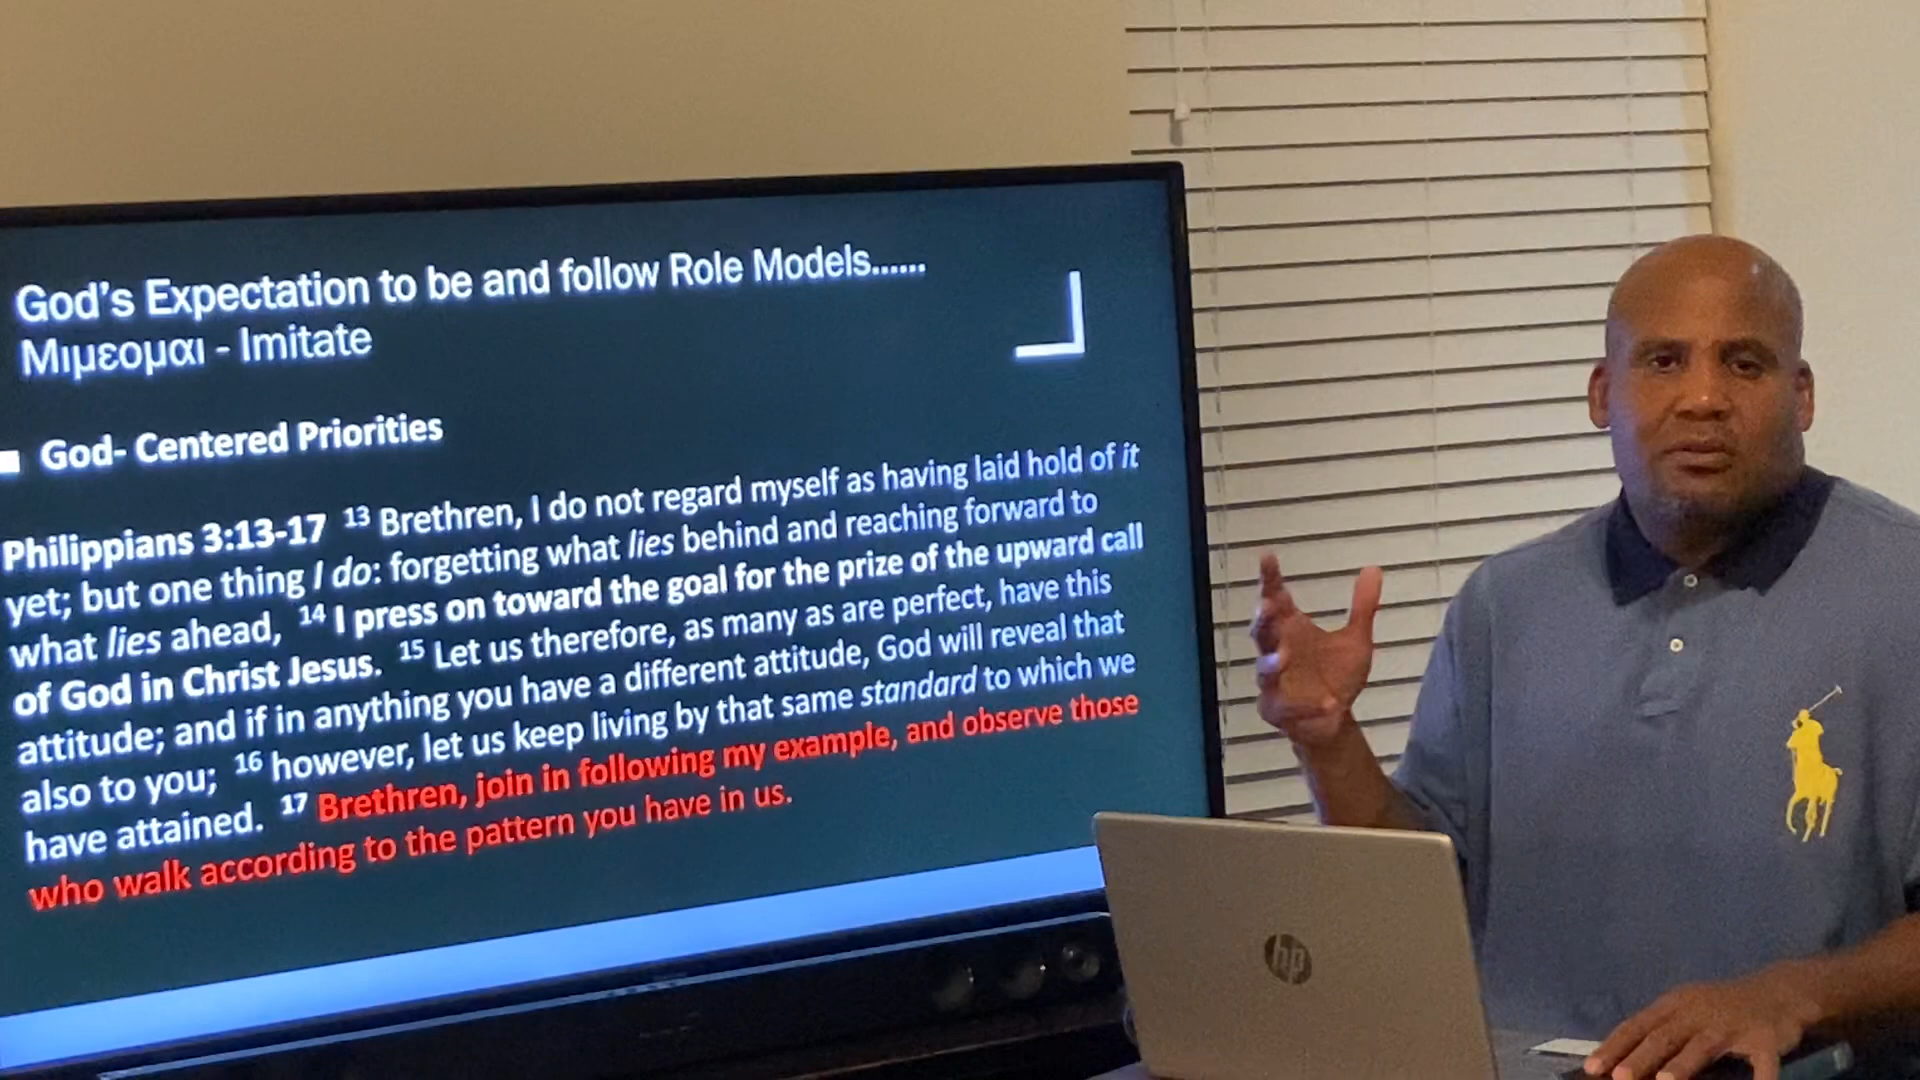 God's Expectation to be and follow Role Models......
Μιμεομαι - Imitate
God- Centered Priorities
Philippians 3:13-17 13 Brethren, I do not regard myself as having laid hold of it
yet; but one thing I do: forgetting what lies behind and reaching forward to
what lies ahead, 14 I press on toward the goal for the prize of the upward call
of God in Christ Jesus. 15 Let us therefore, as many as are perfect, have this
attitude; and if in anything you have a different attitude, God will reveal that
also to you; 16 however, let us keep living by that same standard to which we
have attained. 17 Brethren, join in following my example, and observe those
who walk according to the pattern you have in us.
hp